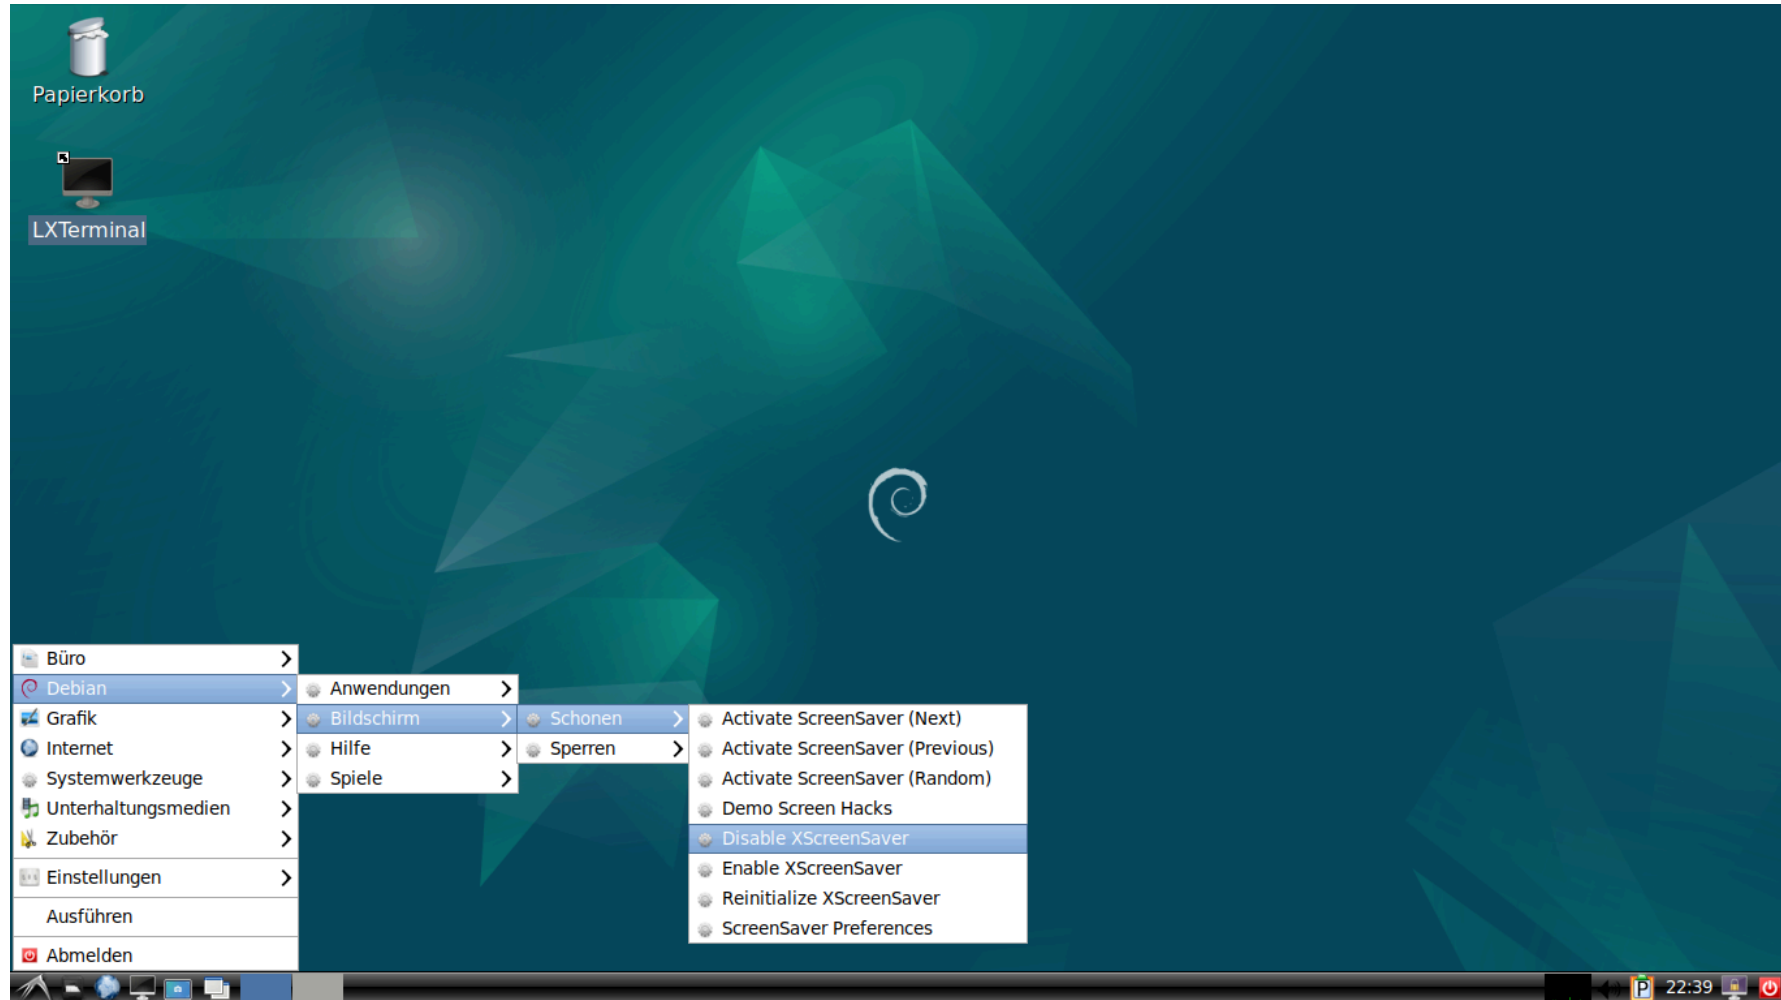 Papierkorb
LXTerminal
Büro
Debian
Grafik
Internet
Systemwerkzeuge
Unterhaltungsmedien
Zubehör
Einstellungen
Ausführen
Abmelden
Anwendungen
Bildschirm
Hilfe
Spiele
Schonen
Sperren
Activate ScreenSaver (Next)
Activate ScreenSaver (Previous)
Activate ScreenSaver (Random)
Demo Screen Hacks
Disable XScreenSaver
Enable XScreenSaver
Reinitialize XScreenSaver
ScreenSaver Preferences
P
22:39